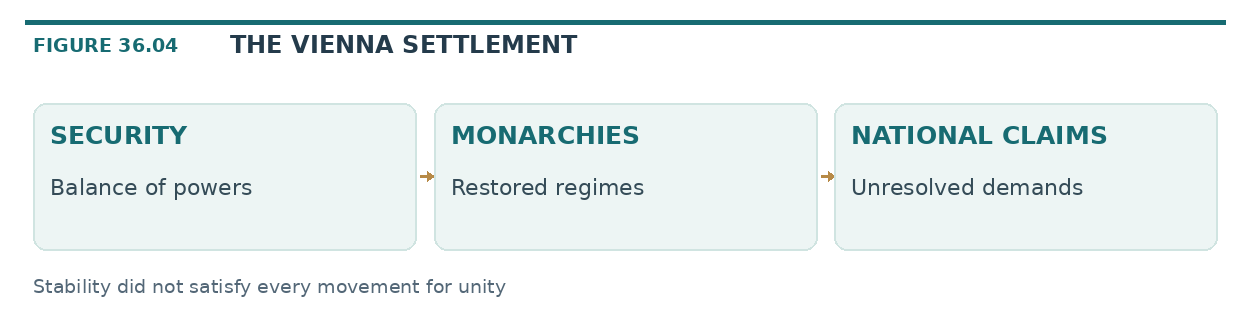 FIGURE 36.04 THE VIENNA SETTLEMENT
SECURITY
Balance of powers
MONARCHIES
Restored regimes
NATIONAL CLAIMS
Unresolved demands
Stability did not satisfy every movement for unity